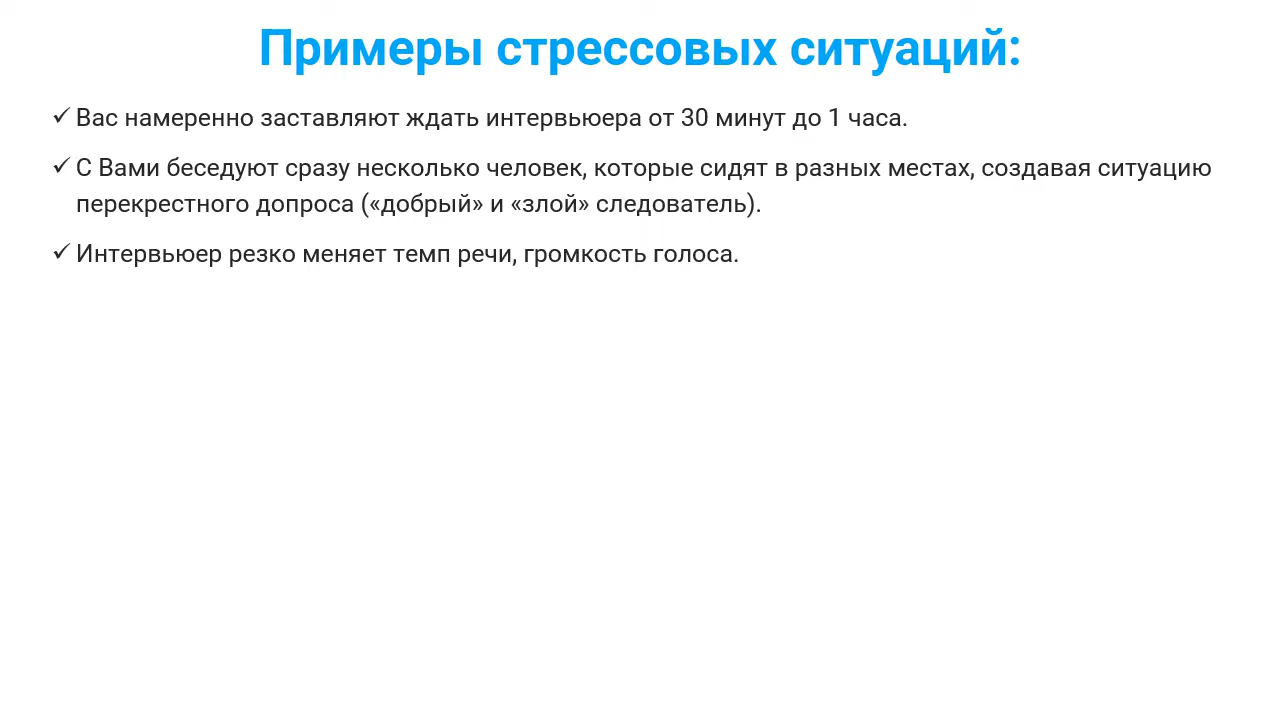 Примеры стрессовых ситуаций:
✓ Вас намеренно заставляют ждать интервьюера от 30 минут до 1 часа.
✓ С Вами беседуют сразу несколько человек, которые сидят в разных местах, создавая ситуацию
перекрестного допроса («добрый» и «злой» следователь).
✓ Интервьюер резко меняет темп речи, громкость голоса.